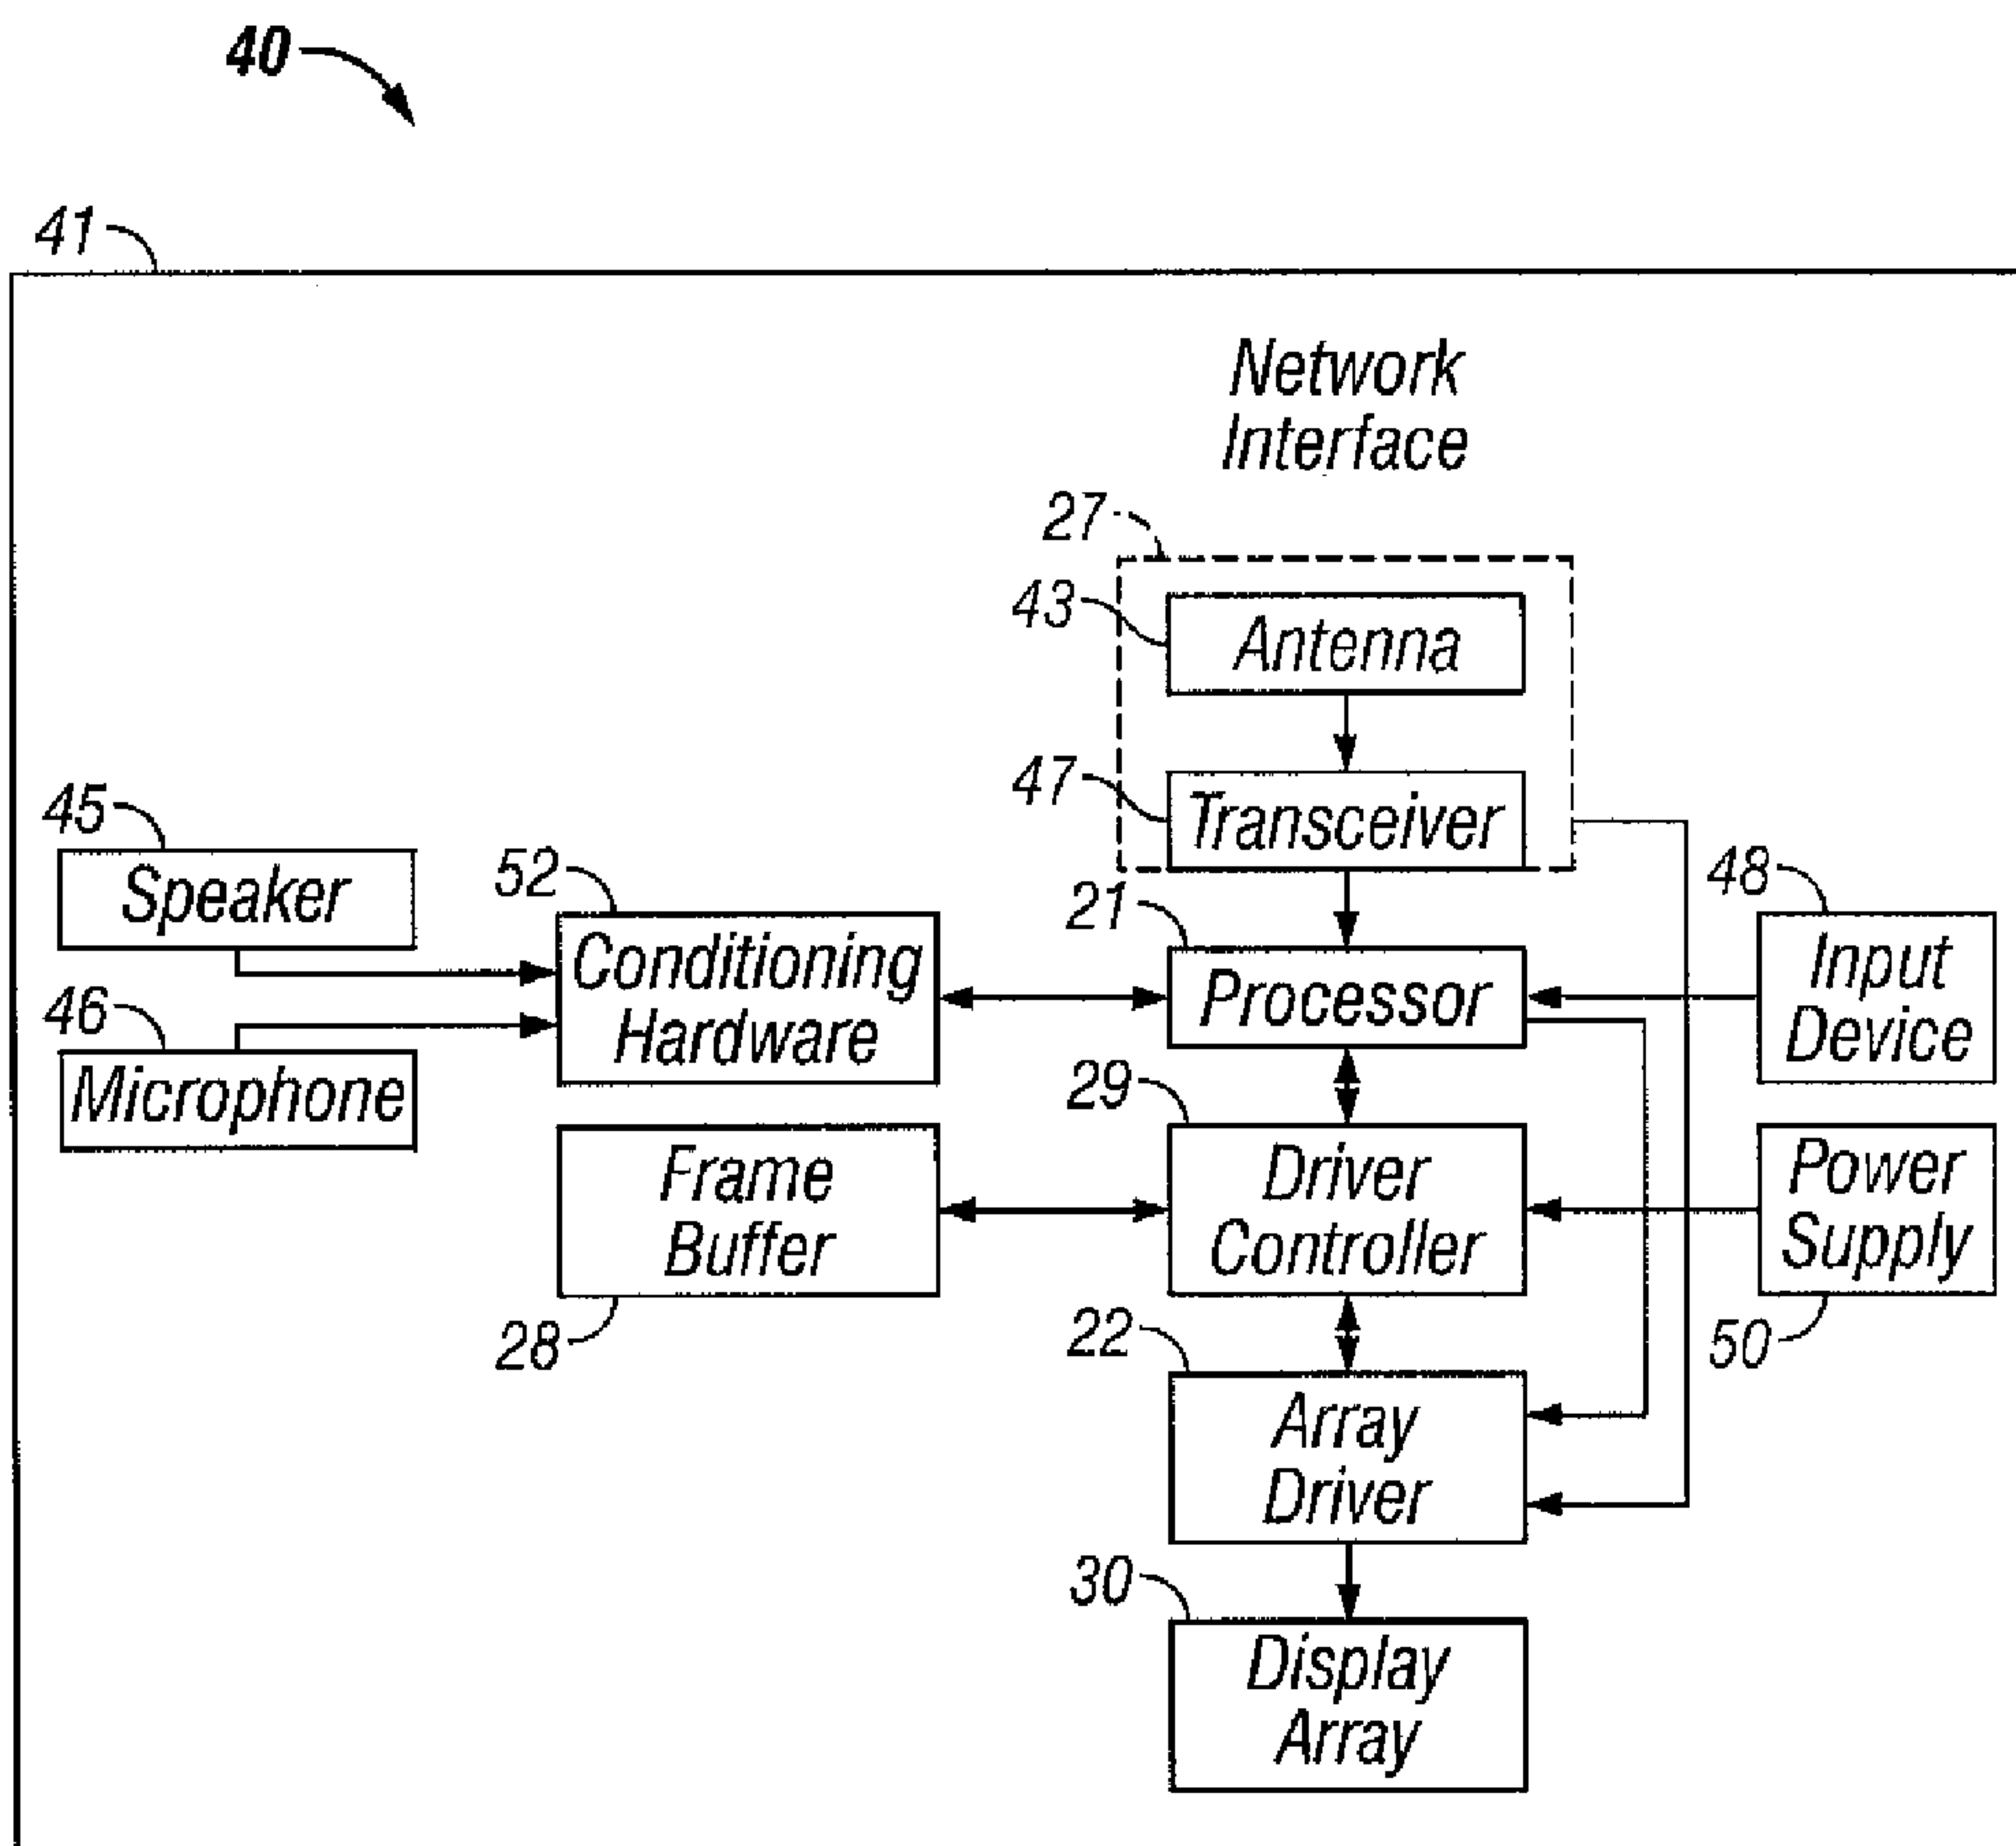 40
41
Network
Interface
27
43
Antenna
47
Transceiver
45
Speaker
52
Conditioning
Hardware
21
Processor
48
Input
Device
46
Microphone
29
Driver
Controller
Frame
Buffer
28
Power
Supply
50
22
Array
Driver
30
Display
Array